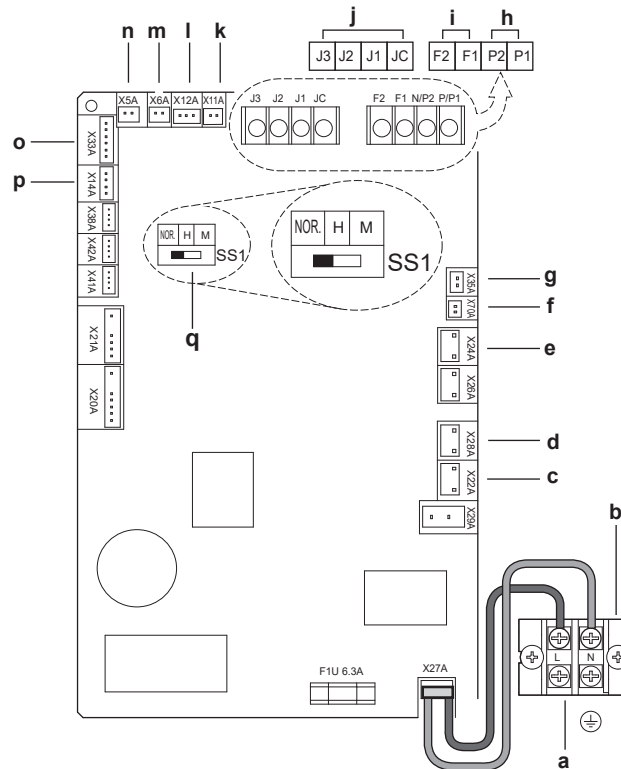 j
i
h
n
m
l
k
J3 J2 J1 JC
F2 F1 P2 P1
X5A
X6A
X12A
X11A
J3 J2 J1 JC
F2 F1 N/P2 P/P1
o
X33A
p
X14A
X38A
X42A
X41A
X21A
X20A
NOR. H M
SS1
NOR. H M
SS1
q
X35A
g
X70A
f
X24A
e
X26A
X28A
d
X22A
c
X29A
b
L N
F1U 6.3A
X27A
a